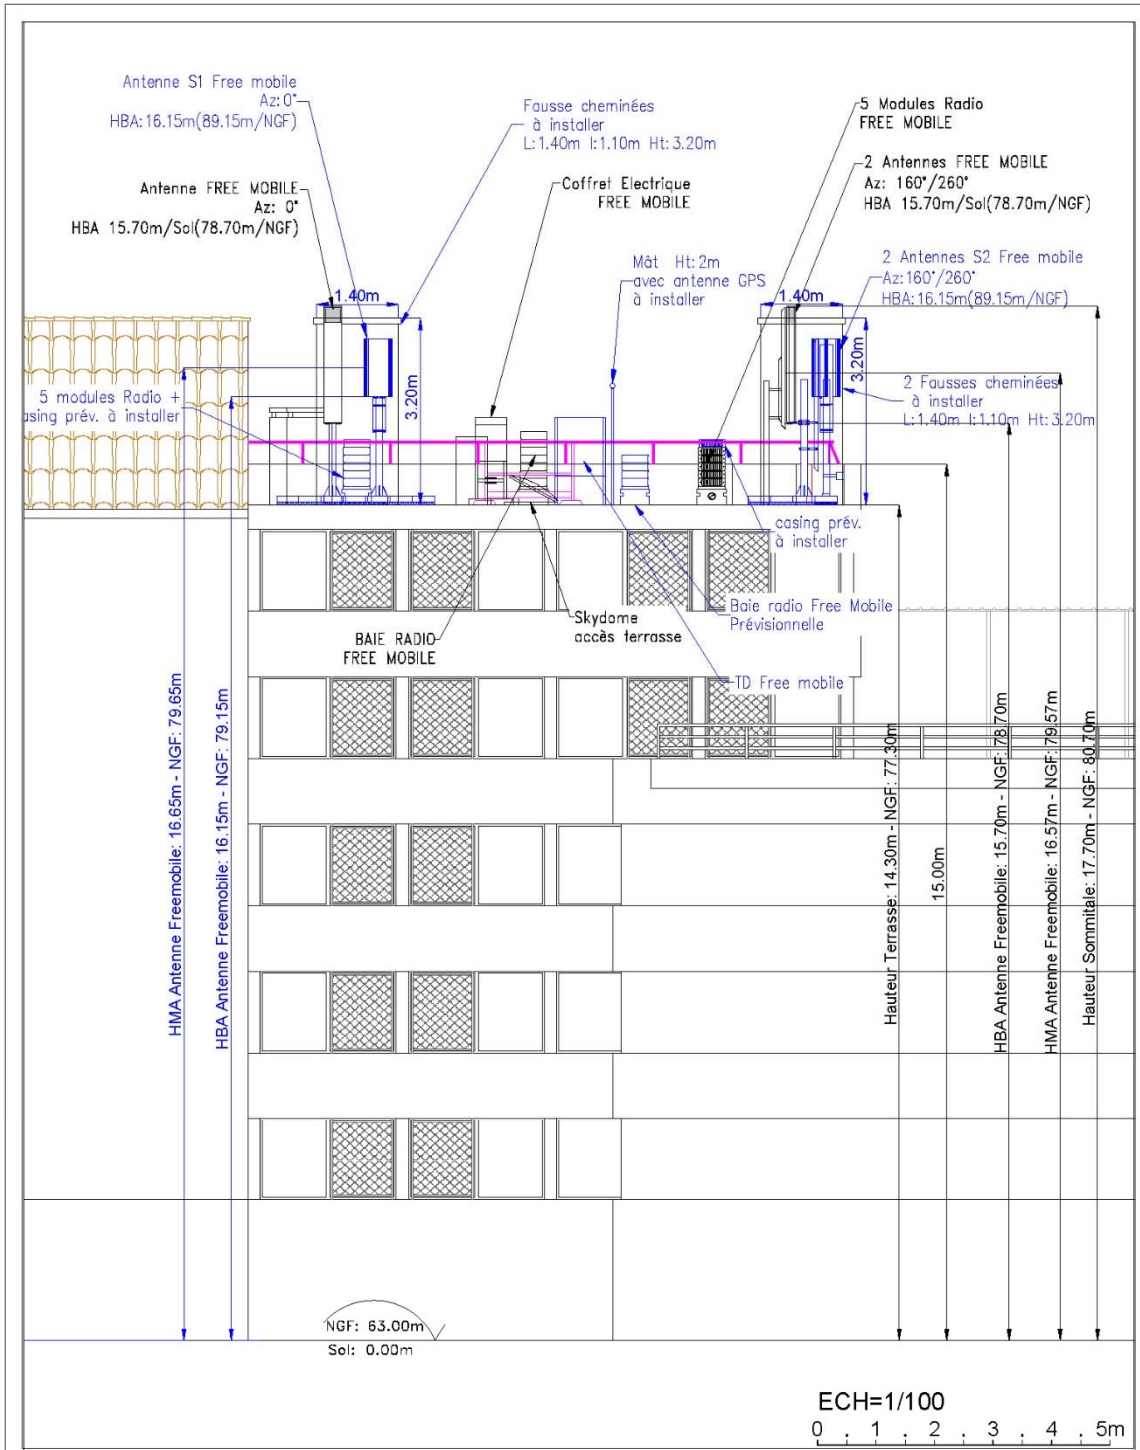 Antenne S1 Free mobile
Az: 0°
HBA: 16.15m(89.15m/NGF)
Fausse cheminées
à installer
L:1.40m l:1.10m Ht: 3.20m
5 Modules Radio
FREE MOBILE
Antenne FREE MOBILE
Az: 0°
HBA 15.70m/Sol(78.70m/NGF)
Coffret Electrique
FREE MOBILE
2 Antennes FREE MOBILE
Az: 160°/260°
HBA 15.70m/Sol(78.70m/NGF)
Mât Ht: 2m
avec antenne GPS
à installer
2 Antennes S2 Free mobile
Az:160°/260°
HBA: 16.15m(89.15m/NGF)
1.40m
1.40m
3.20m
3.20m
5 modules Radio +
asing prév. à installer
2 Fausses cheminées
à installer
L:1.40m l:1.10m Ht: 3.20m
casing prév.
à installer
Baie radio Free Mobile
Prévisionnelle
Skydome
accès terrasse
BAIE RADIO
FREE MOBILE
TD Free mobile
HMA Antenne Freemobile: 16.65m - NGF: 79.65m
HBA Antenne Freemobile: 16.15m - NGF: 79.15m
Hauteur Terrasse: 14.30m - NGF: 77.30m
15.00m
HBA Antenne Freemobile: 15.70m - NGF: 78.70m
HMA Antenne Freemobile: 16.57m - NGF: 79.57m
Hauteur Sommitale: 17.70m - NGF: 80.70m
NGF: 63.00m
Sol: 0.00m
ECH=1/100
0 . 1 . 2 . 3 . 4 . 5m